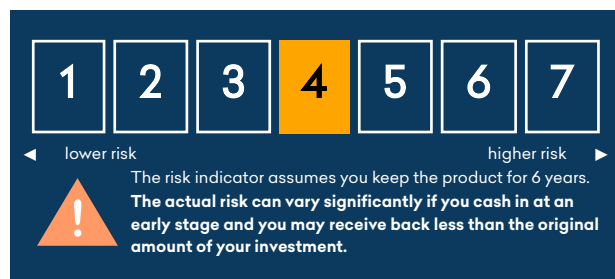 1 2 3 4 5 6 7
◄ lower risk higher risk ►
The risk indicator assumes you keep the product for 6 years.
The actual risk can vary significantly if you cash in at an
early stage and you may receive back less than the original
amount of your investment.